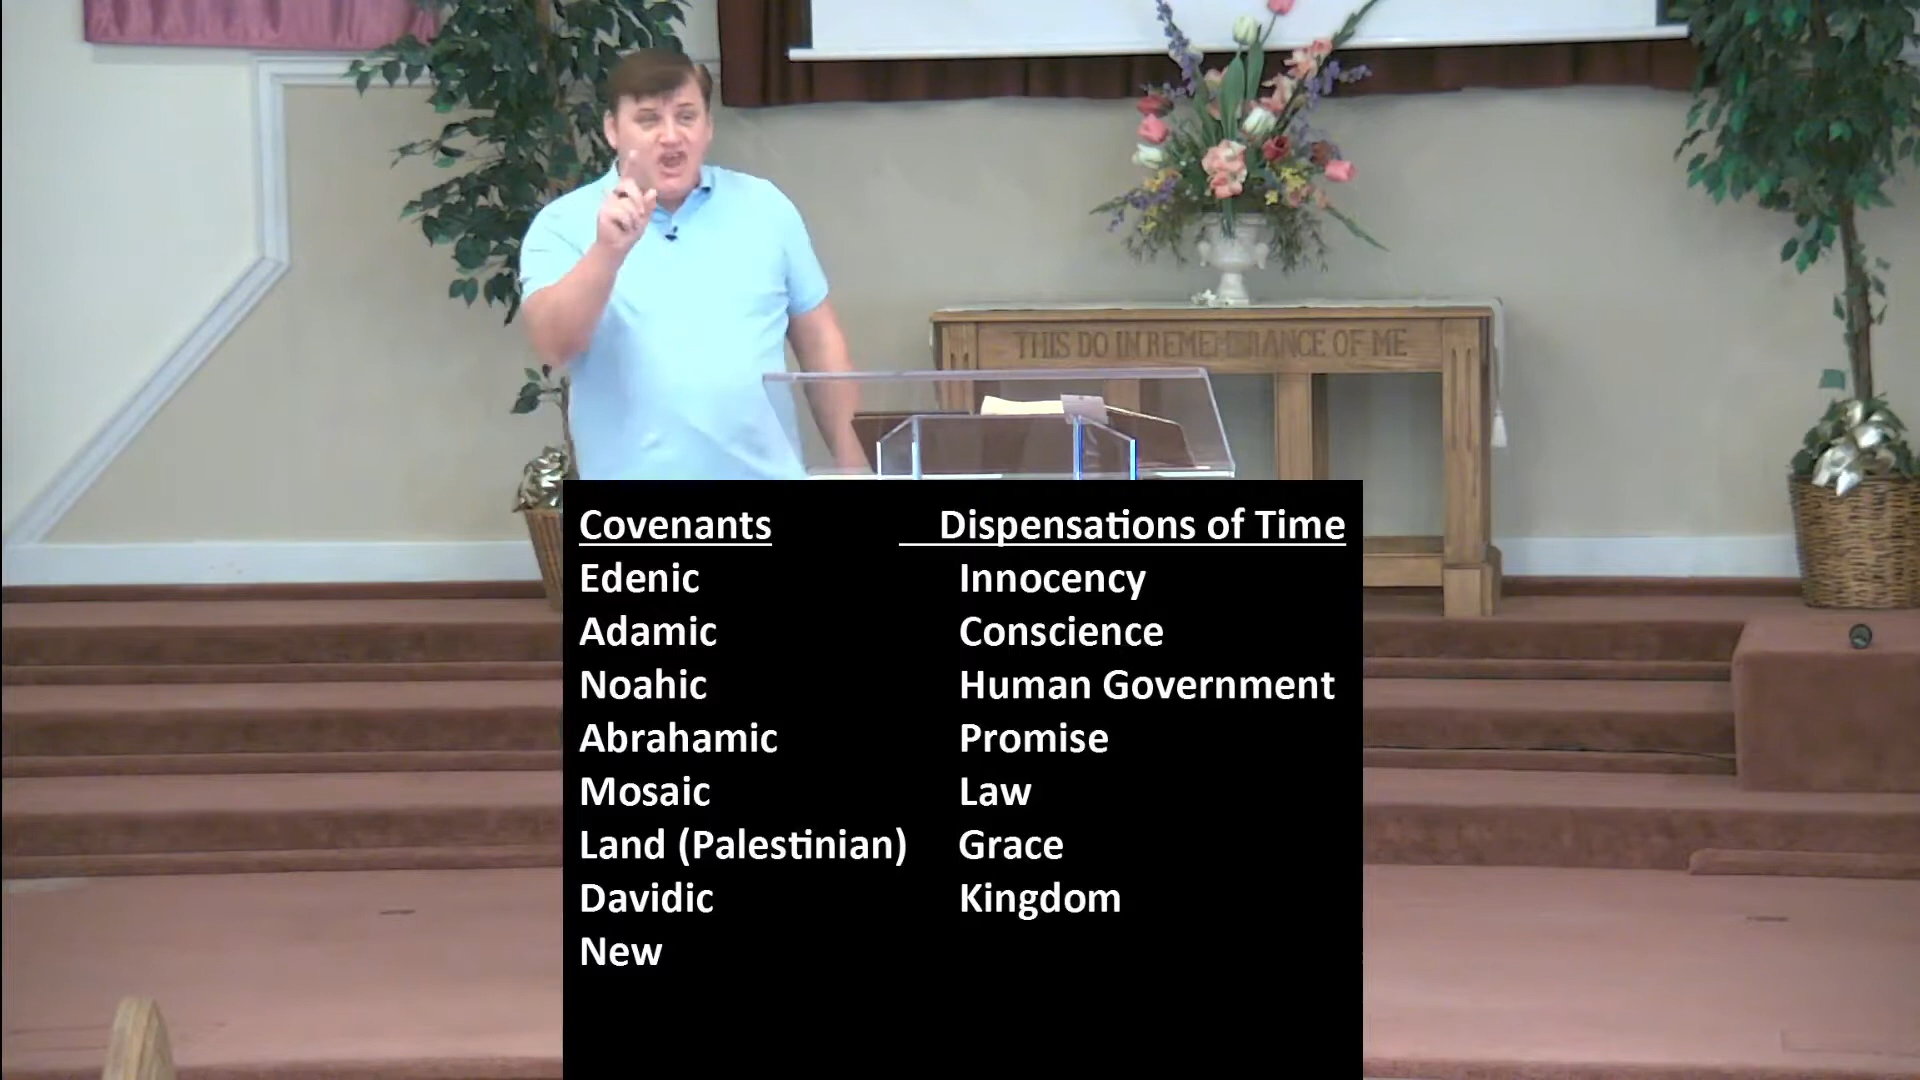 THIS DO IN REMEMBRANCE OF ME
Covenants Dispensations of Time
Edenic Innocency
Adamic Conscience
Noahic Human Government
Abrahamic Promise
Mosaic Law
Land (Palestinian) Grace
Davidic Kingdom
New